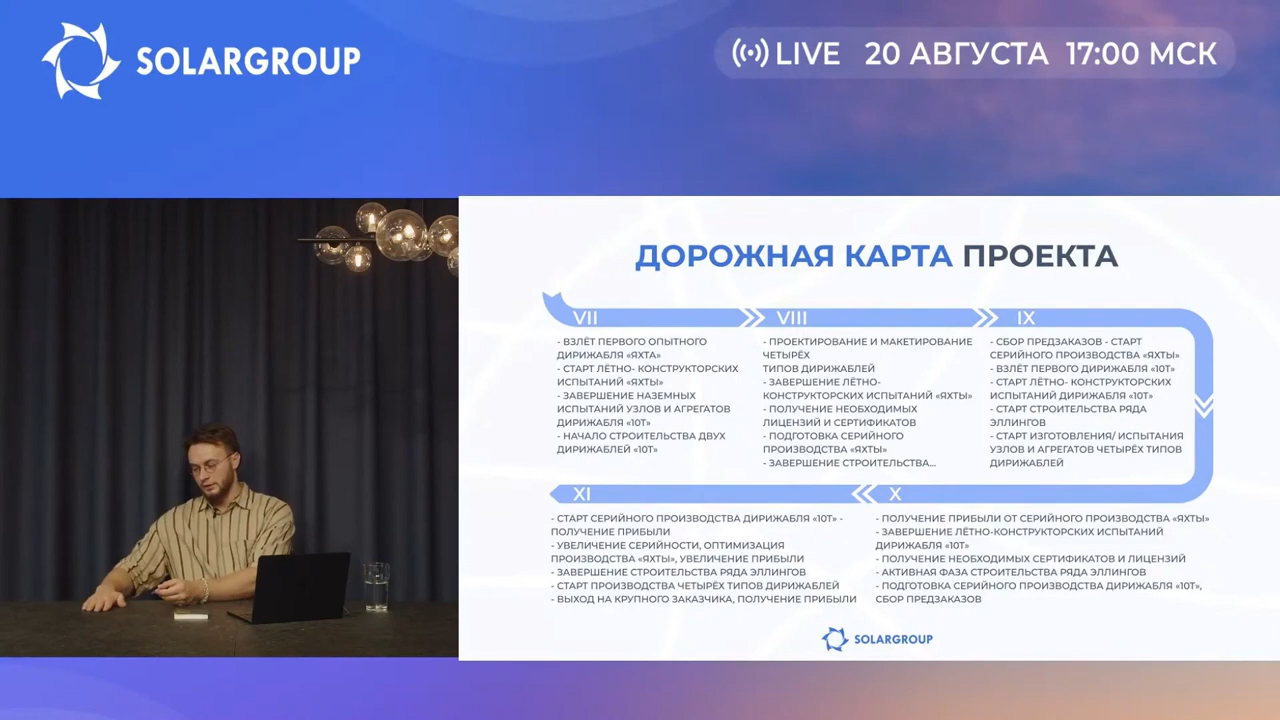 SOLARGROUP
LIVE 20 АВГУСТА 17:00 МСК
ДОРОЖНАЯ КАРТА ПРОЕКТА
VII
- ВЗЛЁТ ПЕРВОГО ОПЫТНОГО
ДИРИЖАБЛЯ «ЯХТА»
- СТАРТ ЛЁТНО- КОНСТРУКТОРСКИХ
ИСПЫТАНИЙ «ЯХТЫ»
- ЗАВЕРШЕНИЕ НАЗЕМНЫХ
ИСПЫТАНИЙ УЗЛОВ И АГРЕГАТОВ
ДИРИЖАБЛЯ «10Т»
- НАЧАЛО СТРОИТЕЛЬСТВА ДВУХ
ДИРИЖАБЛЕЙ «10Т»
VIII
- ПРОЕКТИРОВАНИЕ И МАКЕТИРОВАНИЕ
ЧЕТЫРЁХ
ТИПОВ ДИРИЖАБЛЕЙ
- ЗАВЕРШЕНИЕ ЛЁТНО-
КОНСТРУКТОРСКИХ ИСПЫТАНИЙ «ЯХТЫ»
- ПОЛУЧЕНИЕ НЕОБХОДИМЫХ
ЛИЦЕНЗИЙ И СЕРТИФИКАТОВ
- ПОДГОТОВКА СЕРИЙНОГО
ПРОИЗВОДСТВА «ЯХТЫ»
- ЗАВЕРШЕНИЕ СТРОИТЕЛЬСТВА...
IX
- СБОР ПРЕДЗАКАЗОВ - СТАРТ
СЕРИЙНОГО ПРОИЗВОДСТВА «ЯХТЫ»
- ВЗЛЁТ ПЕРВОГО ДИРИЖАБЛЯ «10Т»
- СТАРТ ЛЁТНО- КОНСТРУКТОРСКИХ
ИСПЫТАНИЙ ДИРИЖАБЛЯ «10Т»
- СТАРТ СТРОИТЕЛЬСТВА РЯДА
ЭЛЛИНГОВ
- СТАРТ ИЗГОТОВЛЕНИЯ/ ИСПЫТАНИЯ
УЗЛОВ И АГРЕГАТОВ ЧЕТЫРЁХ ТИПОВ
ДИРИЖАБЛЕЙ
XI
- СТАРТ СЕРИЙНОГО ПРОИЗВОДСТВА ДИРИЖАБЛЯ «10Т» -
ПОЛУЧЕНИЕ ПРИБЫЛИ
- УВЕЛИЧЕНИЕ СЕРИЙНОСТИ, ОПТИМИЗАЦИЯ
ПРОИЗВОДСТВА «ЯХТЫ», УВЕЛИЧЕНИЕ ПРИБЫЛИ
- ЗАВЕРШЕНИЕ СТРОИТЕЛЬСТВА РЯДА ЭЛЛИНГОВ
- СТАРТ ПРОИЗВОДСТВА ЧЕТЫРЁХ ТИПОВ ДИРИЖАБЛЕЙ
- ВЫХОД НА КРУПНОГО ЗАКАЗЧИКА, ПОЛУЧЕНИЕ ПРИБЫЛИ
X
- ПОЛУЧЕНИЕ ПРИБЫЛИ ОТ СЕРИЙНОГО ПРОИЗВОДСТВА «ЯХТЫ»
- ЗАВЕРШЕНИЕ ЛЁТНО-КОНСТРУКТОРСКИХ ИСПЫТАНИЙ
ДИРИЖАБЛЯ «10Т»
- ПОЛУЧЕНИЕ НЕОБХОДИМЫХ СЕРТИФИКАТОВ И ЛИЦЕНЗИЙ
- АКТИВНАЯ ФАЗА СТРОИТЕЛЬСТВА РЯДА ЭЛЛИНГОВ
- ПОДГОТОВКА СЕРИЙНОГО ПРОИЗВОДСТВА ДИРИЖАБЛЯ «10Т»,
СБОР ПРЕДЗАКАЗОВ
SOLARGROUP